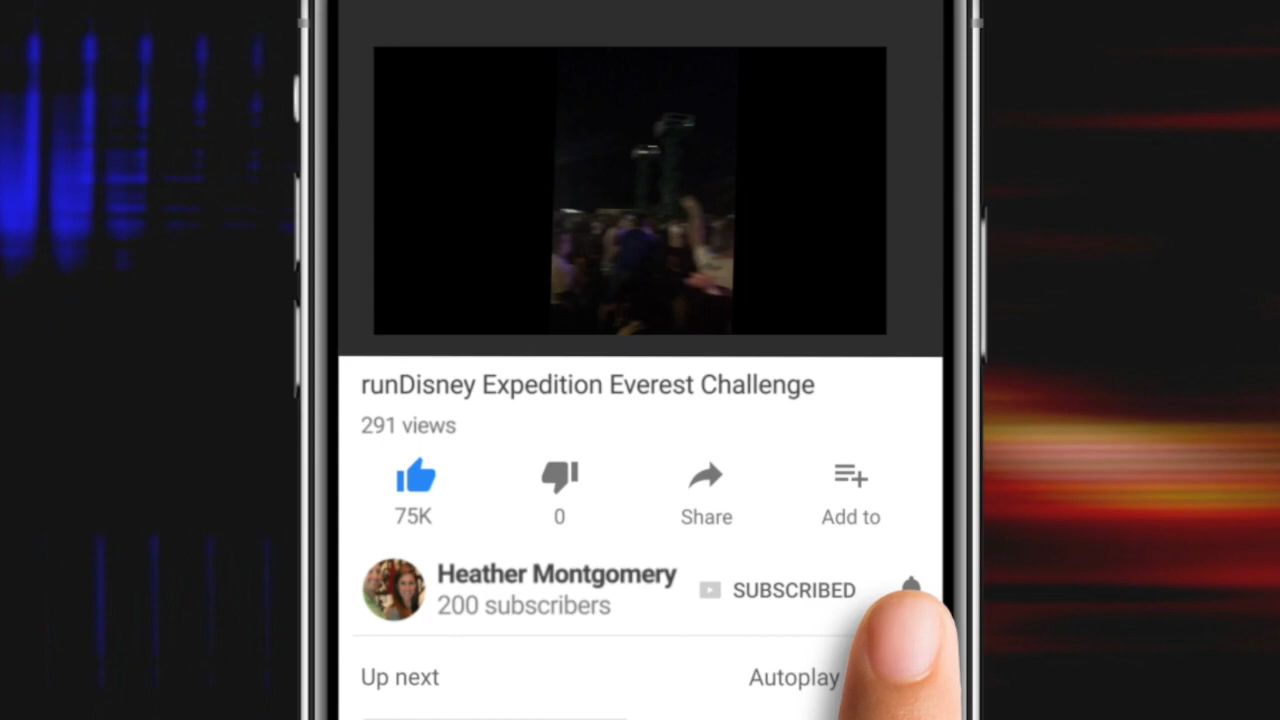 runDisney Expedition Everest Challenge
291 views
75K
0
Share
Add to
Heather Montgomery
200 subscribers
SUBSCRIBED
Up next
Autoplay